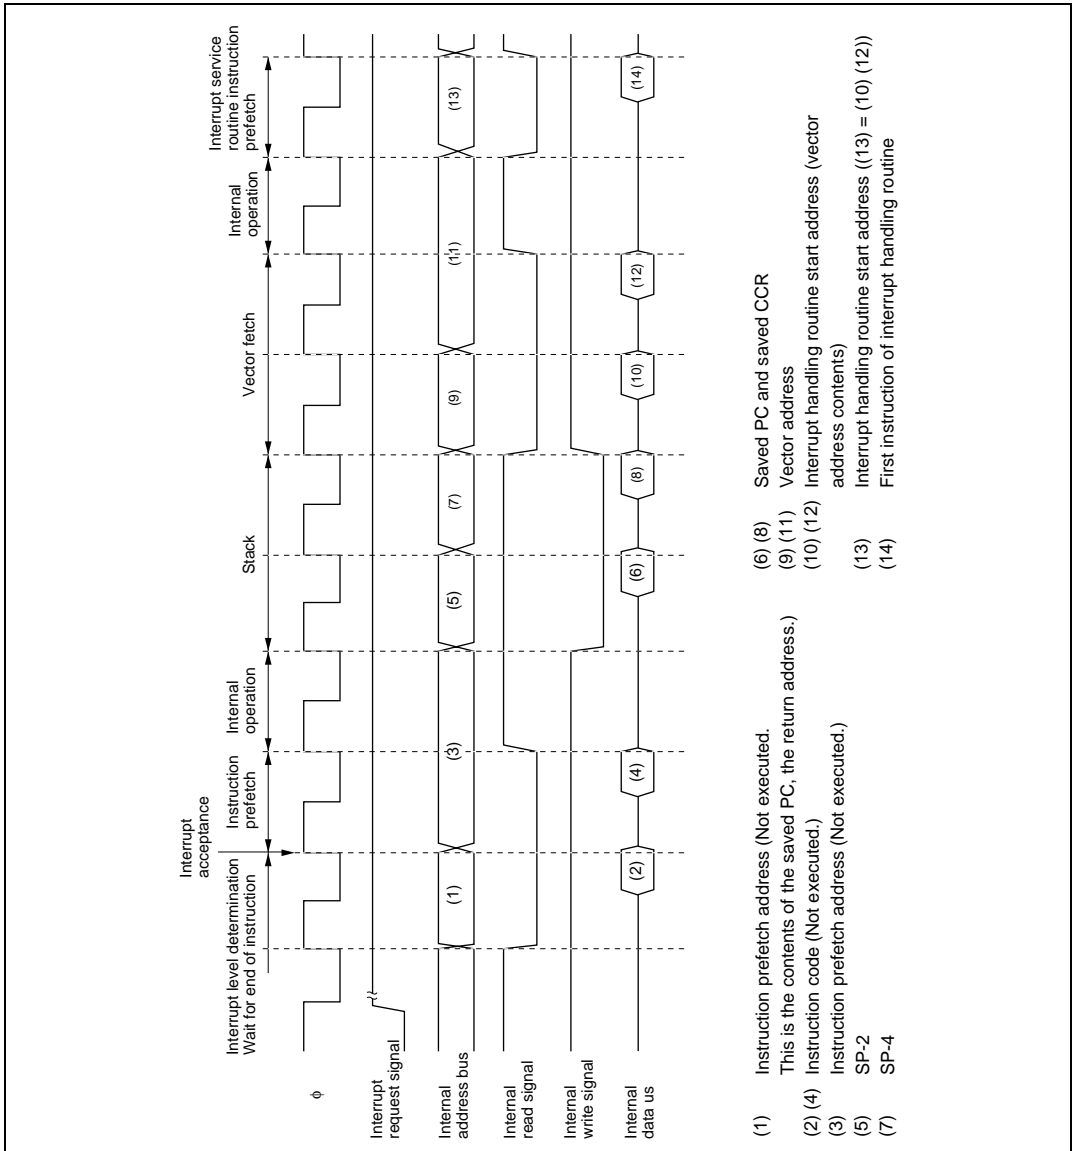 Interrupt
acceptance
Interrupt level determination
Wait for end of instruction
Instruction
prefetch
Internal
operation
Stack
Vector fetch
Internal
operation
Interrupt service
routine instruction
prefetch
φ
Interrupt
request signal
Internal
address bus
(1)
(3)
(5)
(7)
(9)
(11)
(13)
Internal
read signal
Internal
write signal
Internal
data us
(2)
(4)
(6)
(8)
(10)
(12)
(14)
(1) Instruction prefetch address (Not executed.
This is the contents of the saved PC, the return address.)
(2) (4) Instruction code (Not executed.)
(3) Instruction prefetch address (Not executed.)
(5) SP-2
(7) SP-4
(6) (8) Saved PC and saved CCR
(9) (11) Vector address
(10) (12) Interrupt handling routine start address (vector
address contents)
(13) Interrupt handling routine start address ((13) = (10) (12))
(14) First instruction of interrupt handling routine